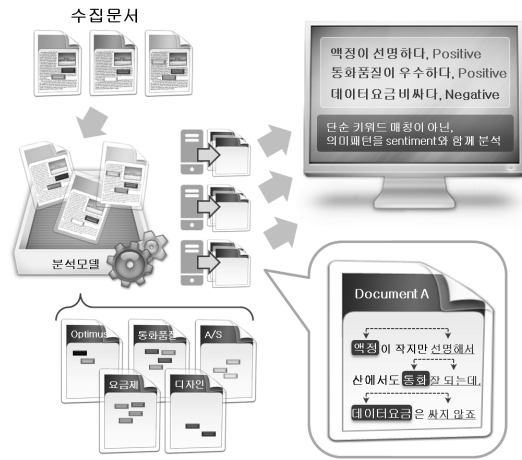 수집문서
액정이 선명하다, Positive
통화품질이 우수하다, Positive
데이터요금 비싸다, Negative
단순 키워드 매칭이 아닌,
의미패턴을 sentiment와 함께 분석
분석모델
Optimus
통화품질
A/S
요금제
디자인
Document A
액정이 작지만 선명해서
산에서도 통화 잘 되는데,
데이터요금은 싸지 않죠